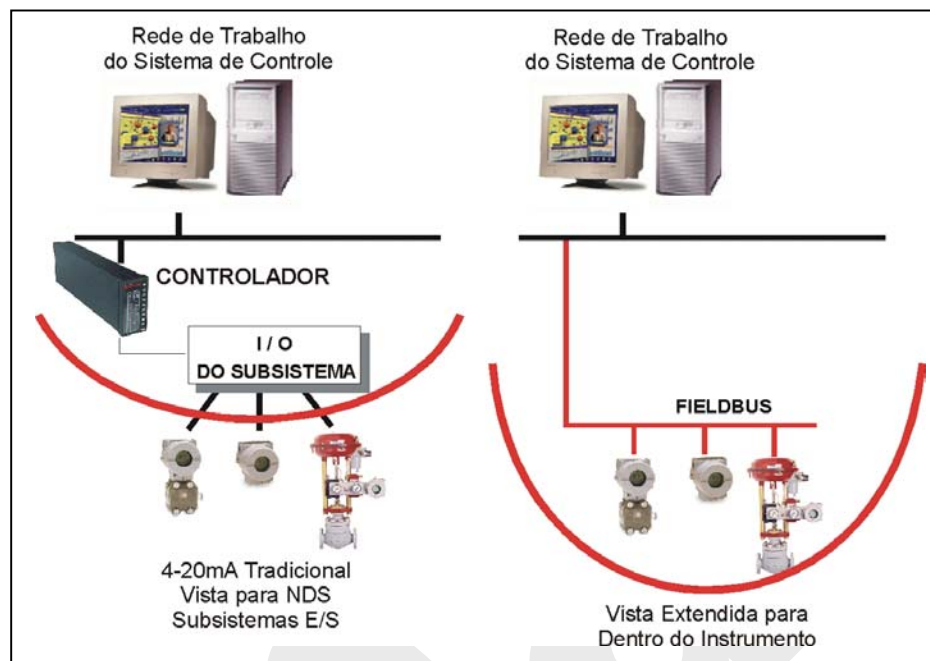 Rede de Trabalho
do Sistema de Controle
CONTROLADOR
I / O
DO SUBSISTEMA
4-20mA Tradicional
Vista para NDS
Subsistemas E/S
Rede de Trabalho
do Sistema de Controle
FIELDBUS
Vista Extendida para
Dentro do Instrumento